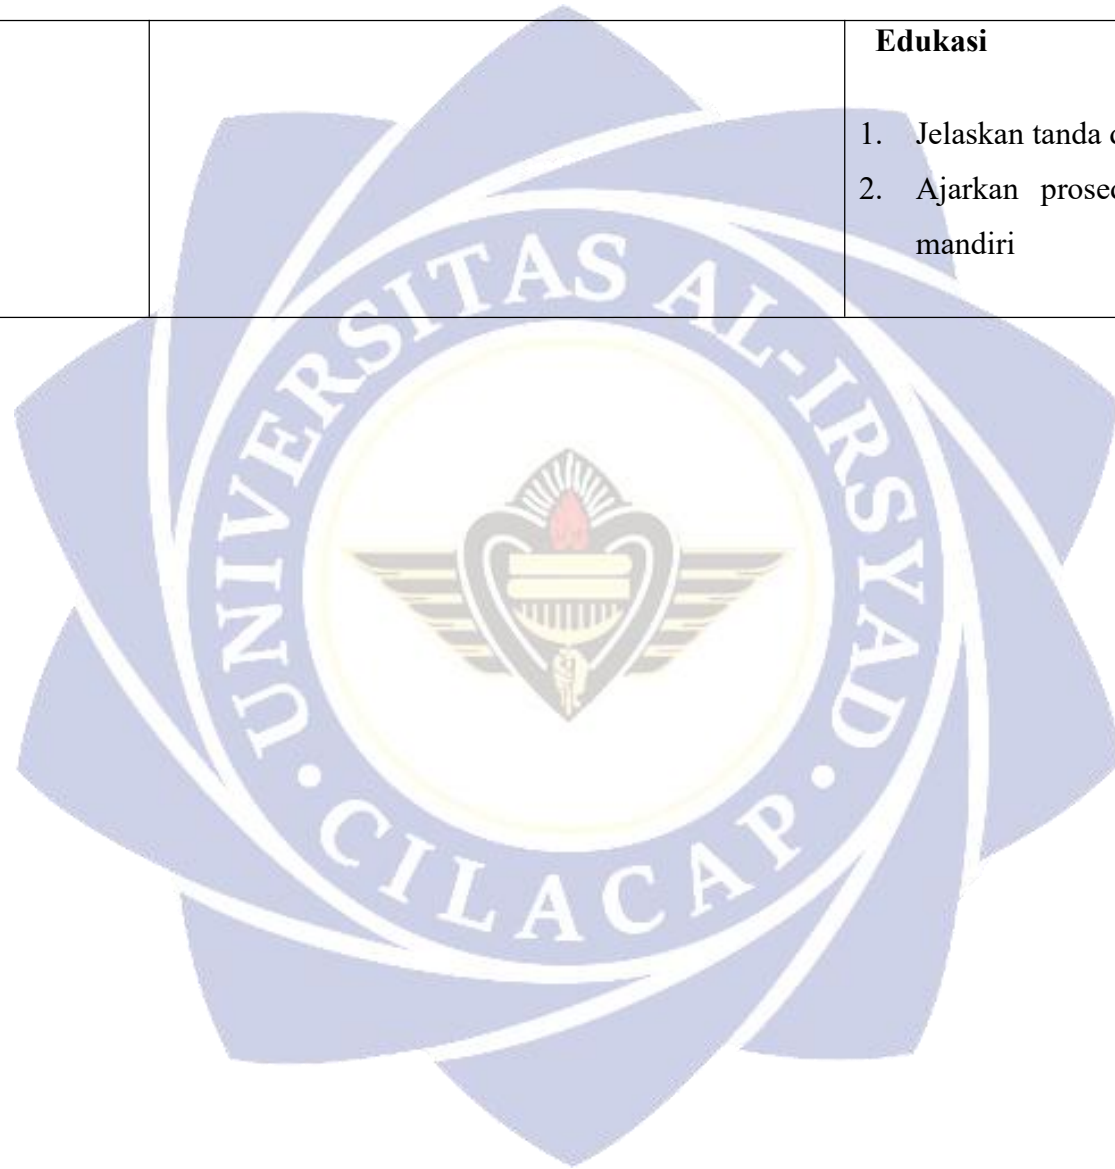 Edukasi
1. Jelaskan tanda
2. Ajarkan
mandiri
UNIVERSITAS AL-IRSYAD
CILACAP